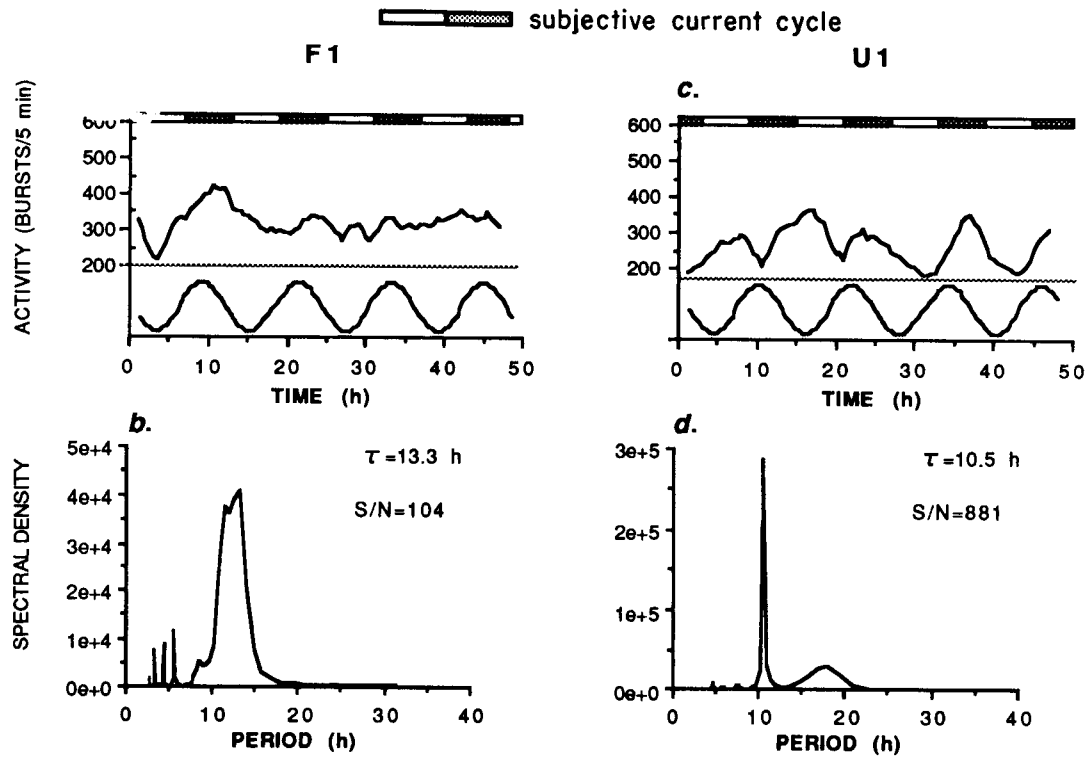 subjective current cycle
F1
U1
c.
ACTIVITY (BURSTS/5 min)
600
500
400
300
200
0 10 20 30 40 50
TIME (h)
600
500
400
300
200
0 10 20 30 40 50
TIME (h)
b.
SPECTRAL DENSITY
τ =13.3 h
S/N=104
5e+4
4e+4
3e+4
2e+4
1e+4
0e+0
0 10 20 30 40
PERIOD (h)
d.
τ =10.5 h
S/N=881
3e+5
2e+5
1e+5
0e+0
0 10 20 30 40
PERIOD (h)